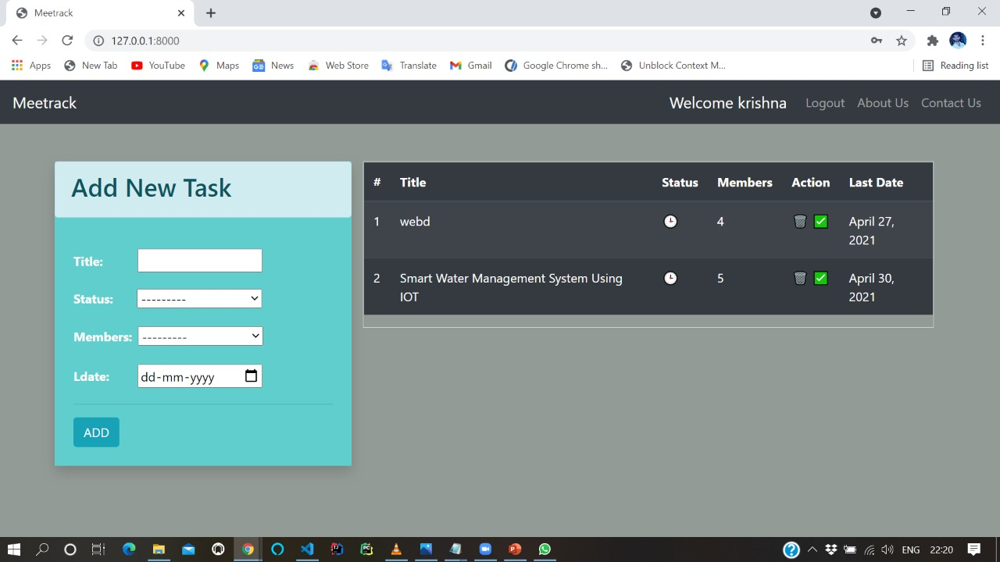 Meetrack
127.0.0.1:8000
Apps New Tab YouTube Maps News Web Store Translate Gmail Google Chrome sh... Unblock Context M... Reading list
Meetrack Welcome krishna Logout About Us Contact Us
Add New Task
Title:
Status: ---------
Members: ---------
Ldate: dd-mm-yyyy
ADD
# Title Status Members Action Last Date
1 webd 4 April 27,
2021
2 Smart Water Management System Using 5 April 30,
IOT 2021
ENG 22:20